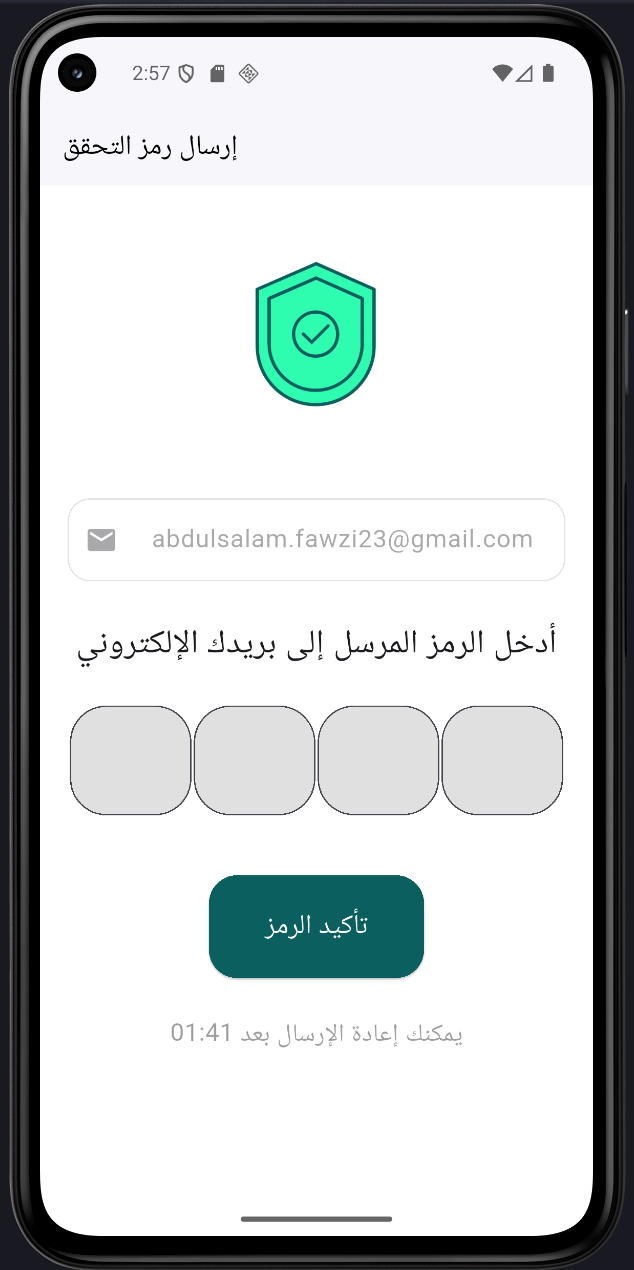 2:57
إرسال رمز التحقق
abdulsalam.fawzi23@gmail.com
أدخل الرمز المرسل إلى بريدك الإلكتروني
تأكيد الرمز
يمكنك إعادة الإرسال بعد 01:41